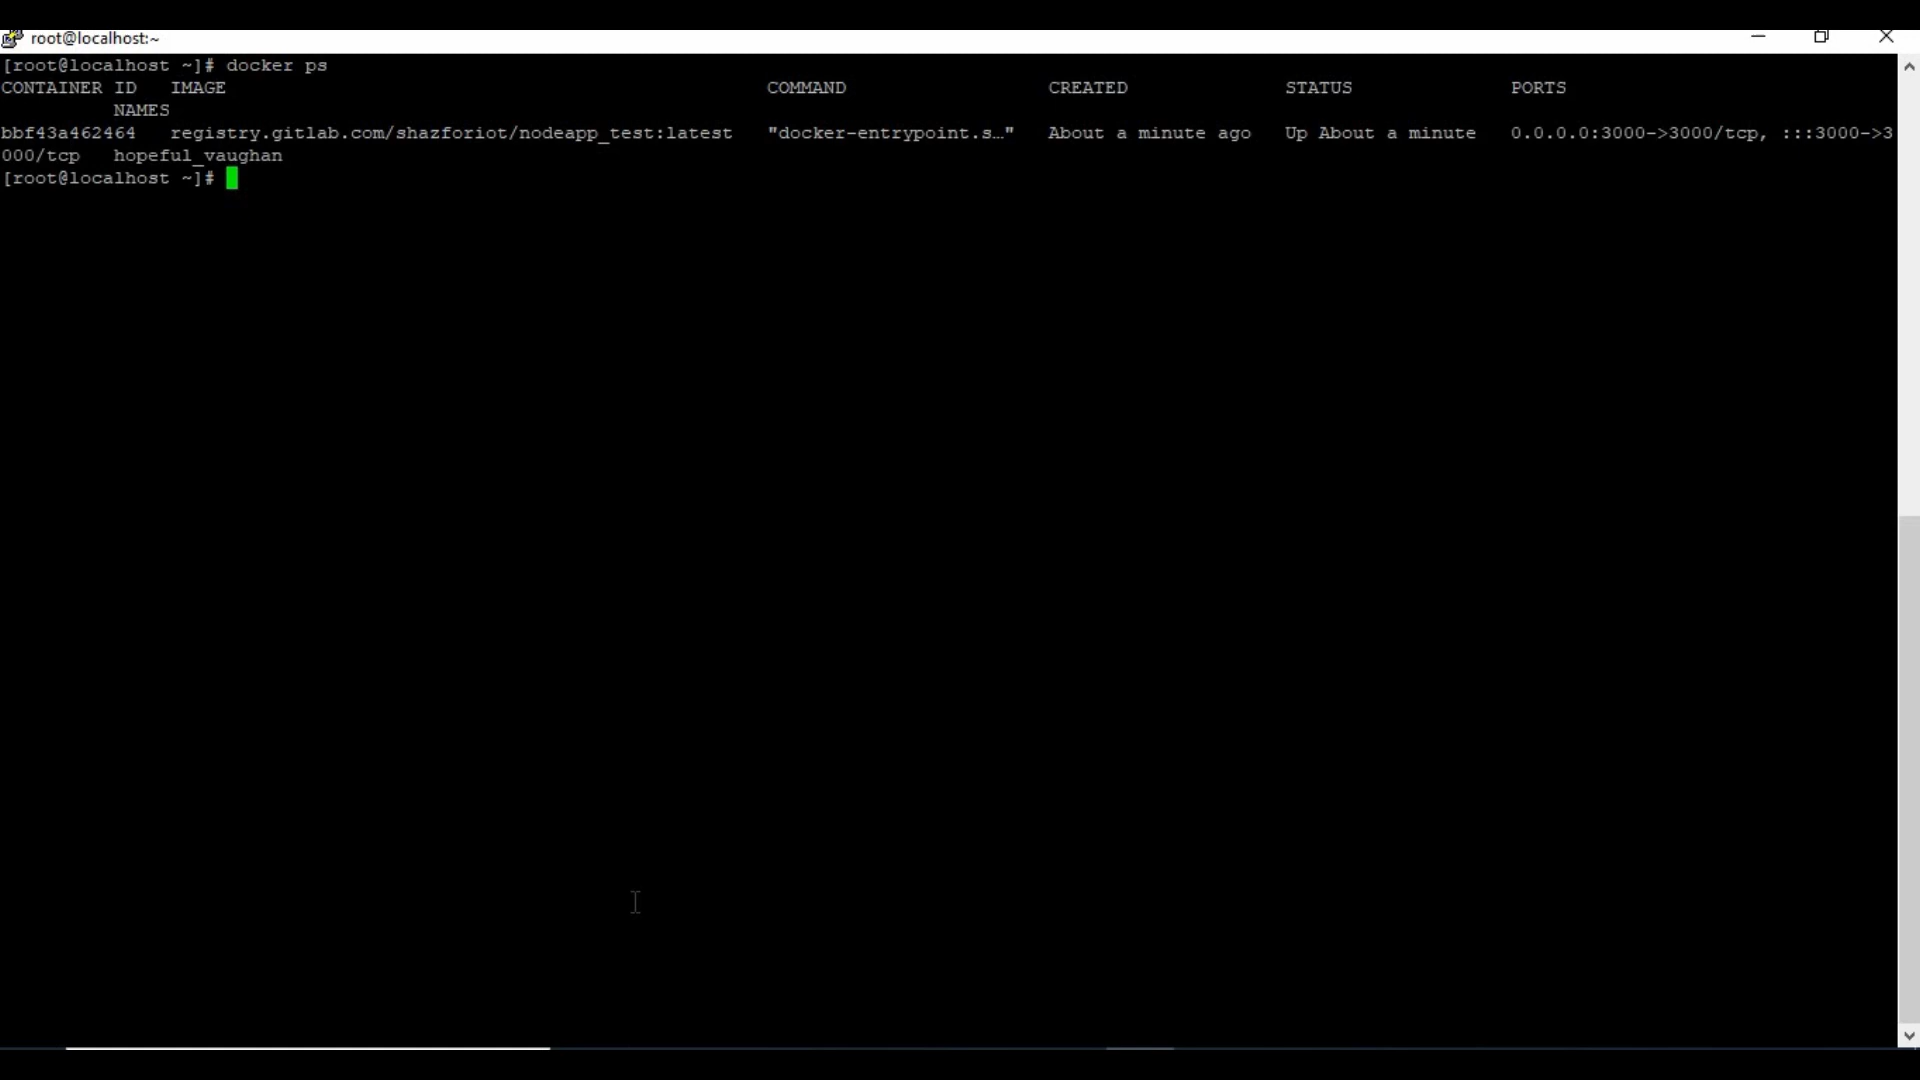 root@localhost:~
[root@localhost ~]# docker ps
CONTAINER ID   IMAGE                                                COMMAND                  CREATED              STATUS              PORTS
          NAMES
bbf43a462464   registry.gitlab.com/shazforiot/nodeapp_test:latest   "docker-entrypoint.s…"   About a minute ago   Up About a minute   0.0.0.0:3000->3000/tcp, :::3000->3
000/tcp   hopeful_vaughan
[root@localhost ~]#